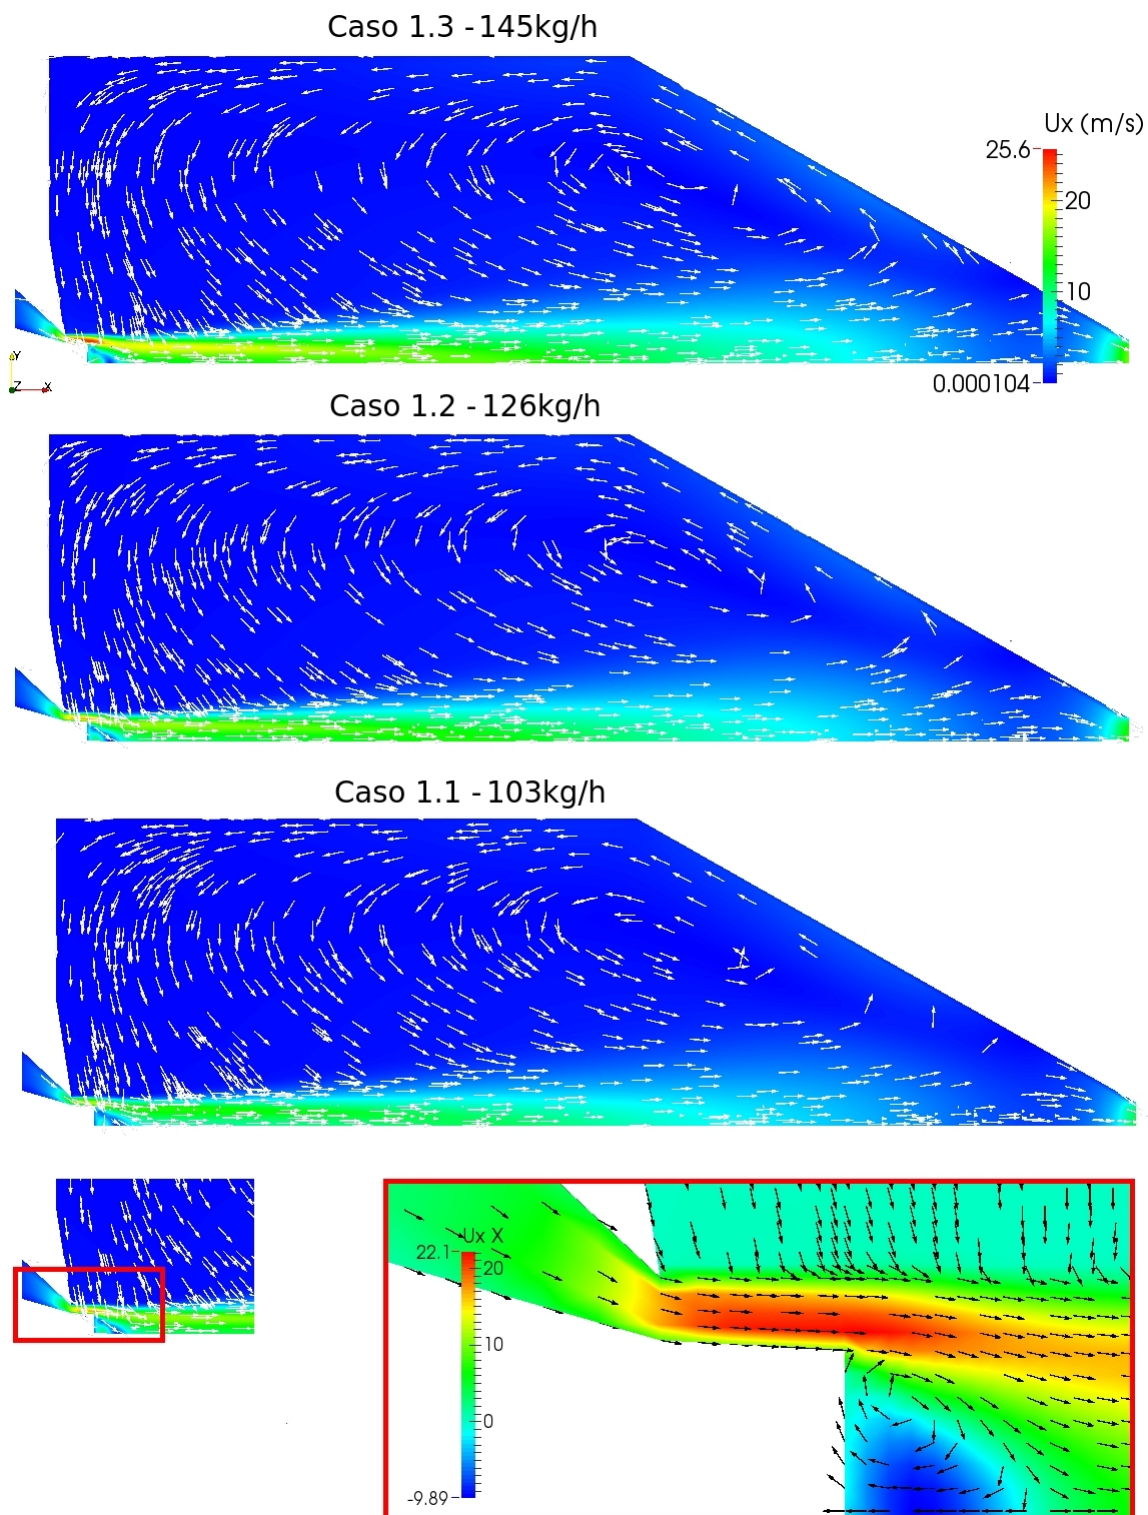 Caso 1.3 - 145kg/h
Ux (m/s)
25.6
20
10
0.000104
Y
Z X
Caso 1.2 - 126kg/h
Caso 1.1 - 103kg/h
Ux X
22.1
20
10
0
-9.89